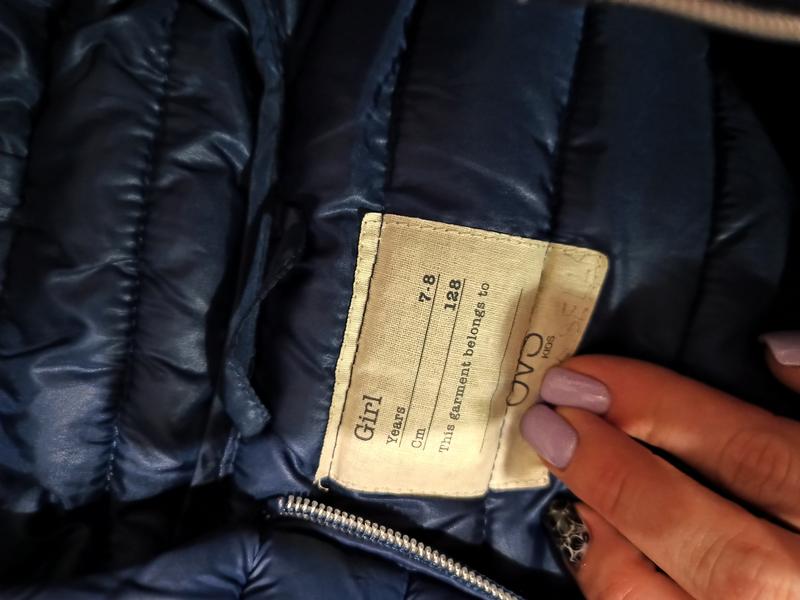 Girl
Years 7-8
Cm 128
This garment belongs to
OVS
KIDS